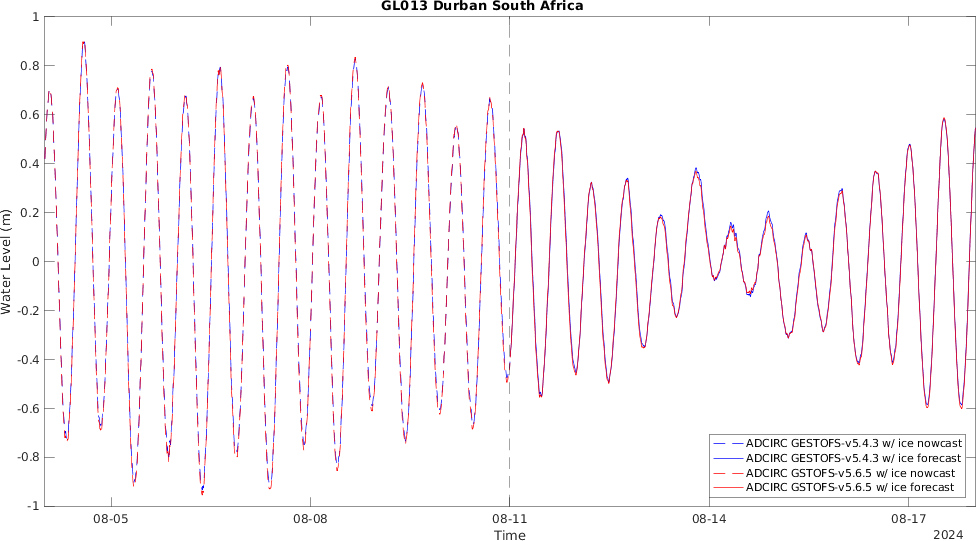 GL013 Durban South Africa
1
0.8
0.6
0.4
0.2
0
-0.2
-0.4
-0.6
-0.8
-1
Water Level (m)
08-05
08-08
08-11
08-14
08-17
Time
2024
ADCIRC GESTOFS-v5.4.3 w/ ice nowcast
ADCIRC GESTOFS-v5.4.3 w/ ice forecast
ADCIRC GSTOFS-v5.6.5 w/ ice nowcast
ADCIRC GSTOFS-v5.6.5 w/ ice forecast